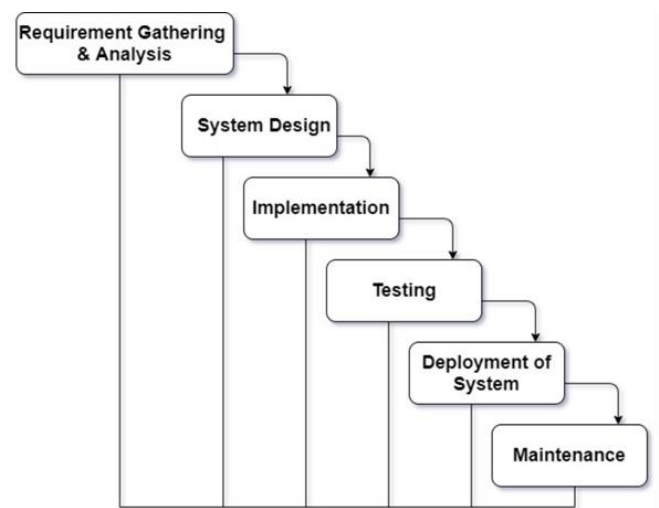 Requirement Gathering
& Analysis
System Design
Implementation
Testing
Deployment of
System
Maintenance